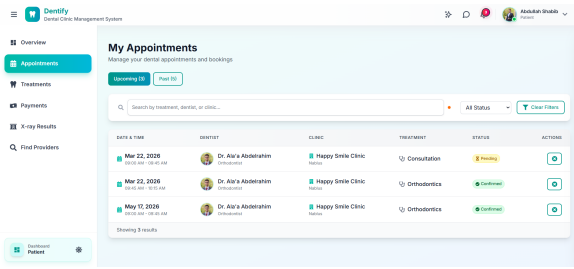 Dentify
Dental Clinic Management System
3
Abdullah Shabib
Patient
Overview
Appointments
Treatments
Payments
X-ray Results
Find Providers
Dashboard
Patient
My Appointments
Manage your dental appointments and bookings
Upcoming (3)
Past (5)
Search by treatment, dentist, or clinic...
All Status
Clear Filters
DATE & TIME DENTIST CLINIC TREATMENT STATUS ACTIONS
Mar 22, 2026 Dr. Ala'a Abdelrahim Happy Smile Clinic Consultation Pending
09:00 AM - 09:45 AM Orthodontist Nablus
Mar 22, 2026 Dr. Ala'a Abdelrahim Happy Smile Clinic Orthodontics Confirmed
09:45 AM - 10:15 AM Orthodontist Nablus
May 17, 2026 Dr. Ala'a Abdelrahim Happy Smile Clinic Orthodontics Confirmed
09:00 AM - 09:45 AM Orthodontist Nablus
Showing 3 results